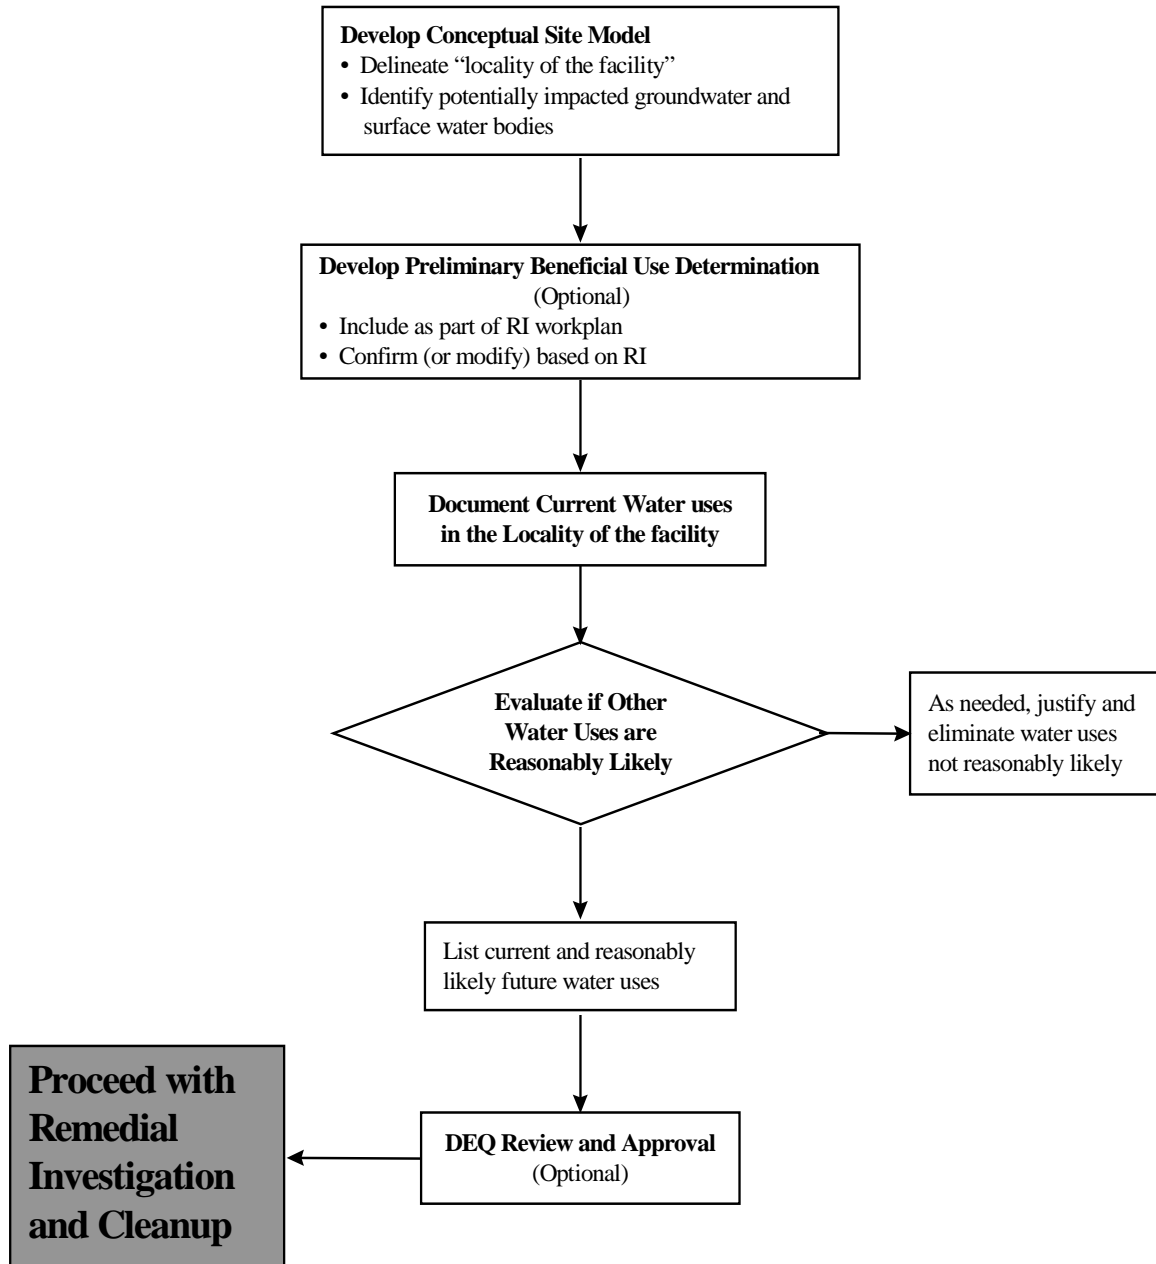 Develop Conceptual Site Model
• Delineate “locality of the facility”
• Identify potentially impacted groundwater and
surface water bodies
Develop Preliminary Beneficial Use Determination
(Optional)
• Include as part of RI workplan
• Confirm (or modify) based on RI
Document Current Water uses
in the Locality of the facility
Evaluate if Other
Water Uses are
Reasonably Likely
As needed, justify and
eliminate water uses
not reasonably likely
List current and reasonably
likely future water uses
DEQ Review and Approval
(Optional)
Proceed with
Remedial
Investigation
and Cleanup